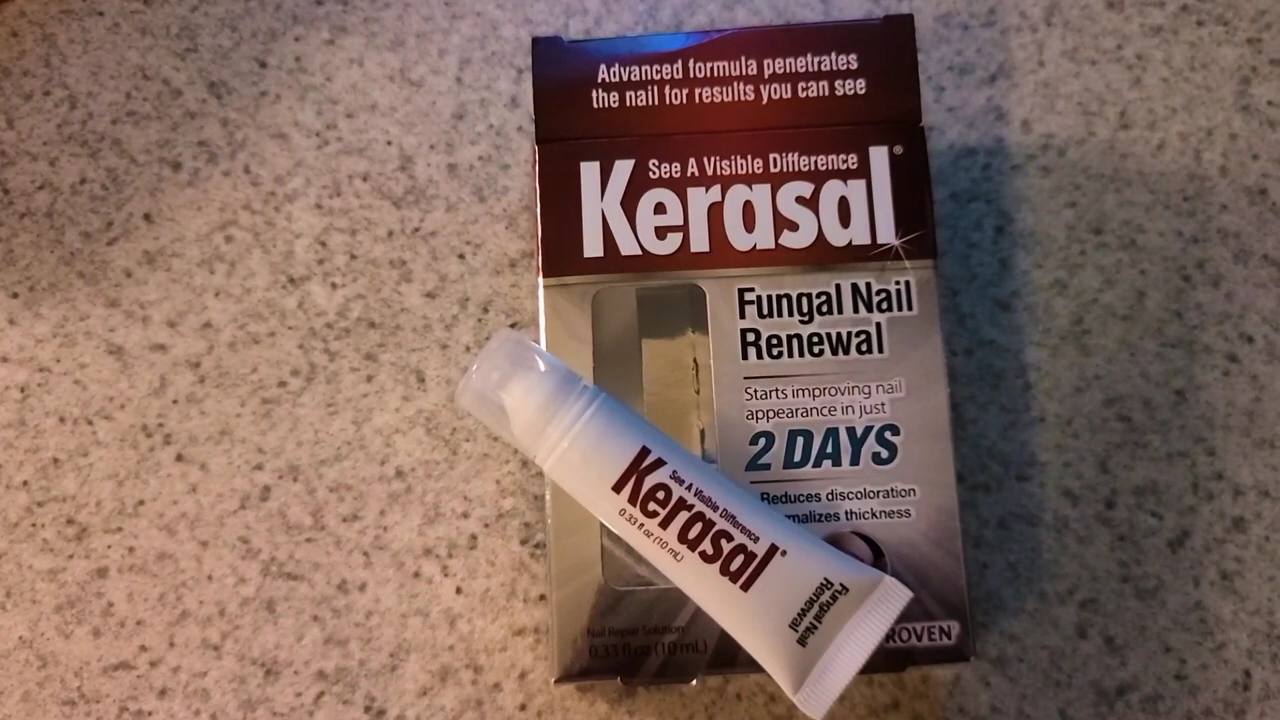 Advanced formula penetrates
the nail for results you can see
See A Visible Difference
Kerasal®
Fungal Nail
Renewal
Starts improving nail
appearance in just
2 DAYS
Reduces discoloration
thickness
Nail Repair Solution
0.33 fl oz (10 mL)
See A Visible Difference
Kerasal®
0.33 fl oz (10 mL)
Fungal Nail
Renewal